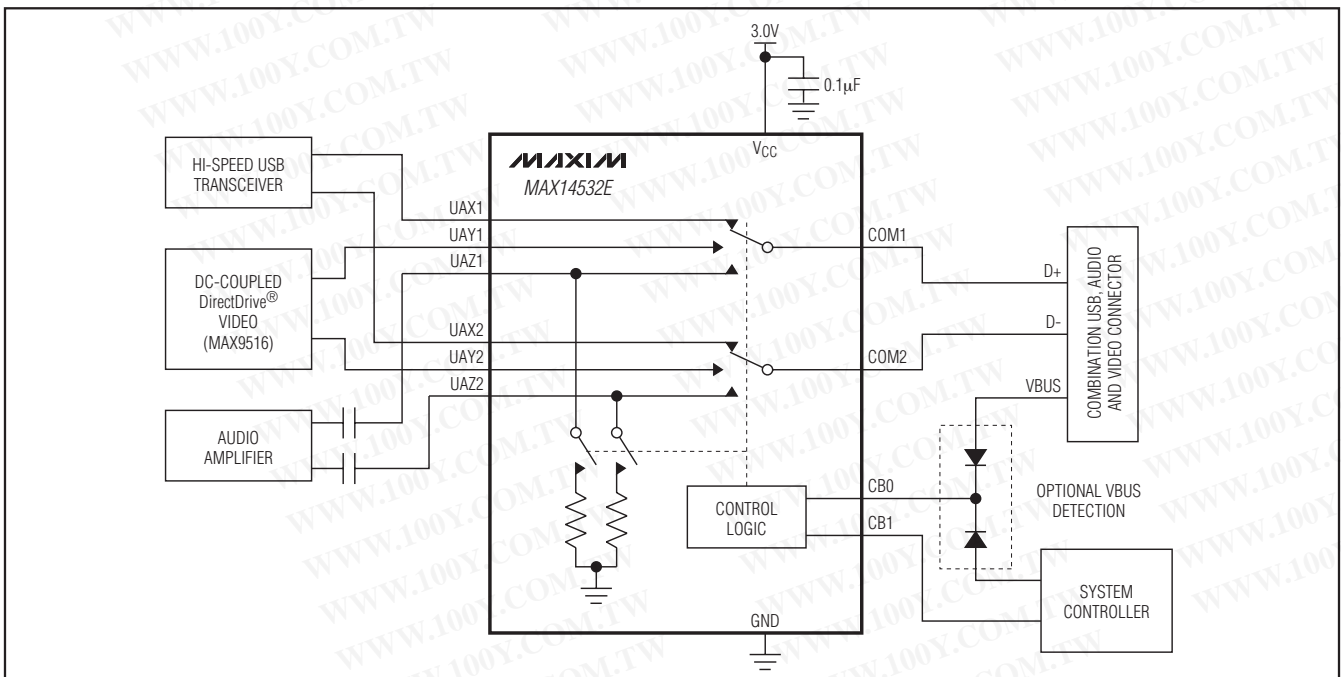 3.0V
0.1µF
VCC
HI-SPEED USB
TRANSCEIVER
MAXIM
MAX14532E
UAX1
UAY1
UAZ1
COM1
DC-COUPLED
DirectDrive®
VIDEO
(MAX9516)
UAX2
UAY2
UAZ2
COM2
D+
D-
VBUS
COMBINATION USB, AUDIO
AND VIDEO CONNECTOR
AUDIO
AMPLIFIER
CONTROL
LOGIC
CB0
CB1
OPTIONAL VBUS
DETECTION
SYSTEM
CONTROLLER
GND
WWW.100Y.COM.TW